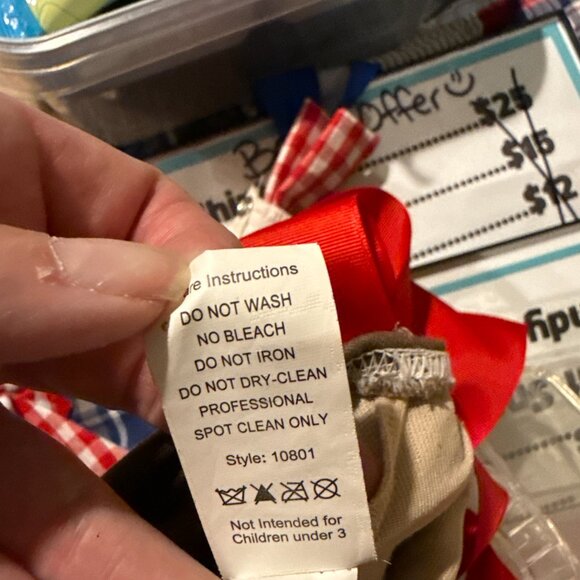 Offer
$25
$15
$12
Instructions
DO NOT WASH
NO BLEACH
DO NOT IRON
DO NOT DRY-CLEAN
PROFESSIONAL
SPOT CLEAN ONLY
Style: 10801
Not Intended for
Children under 3